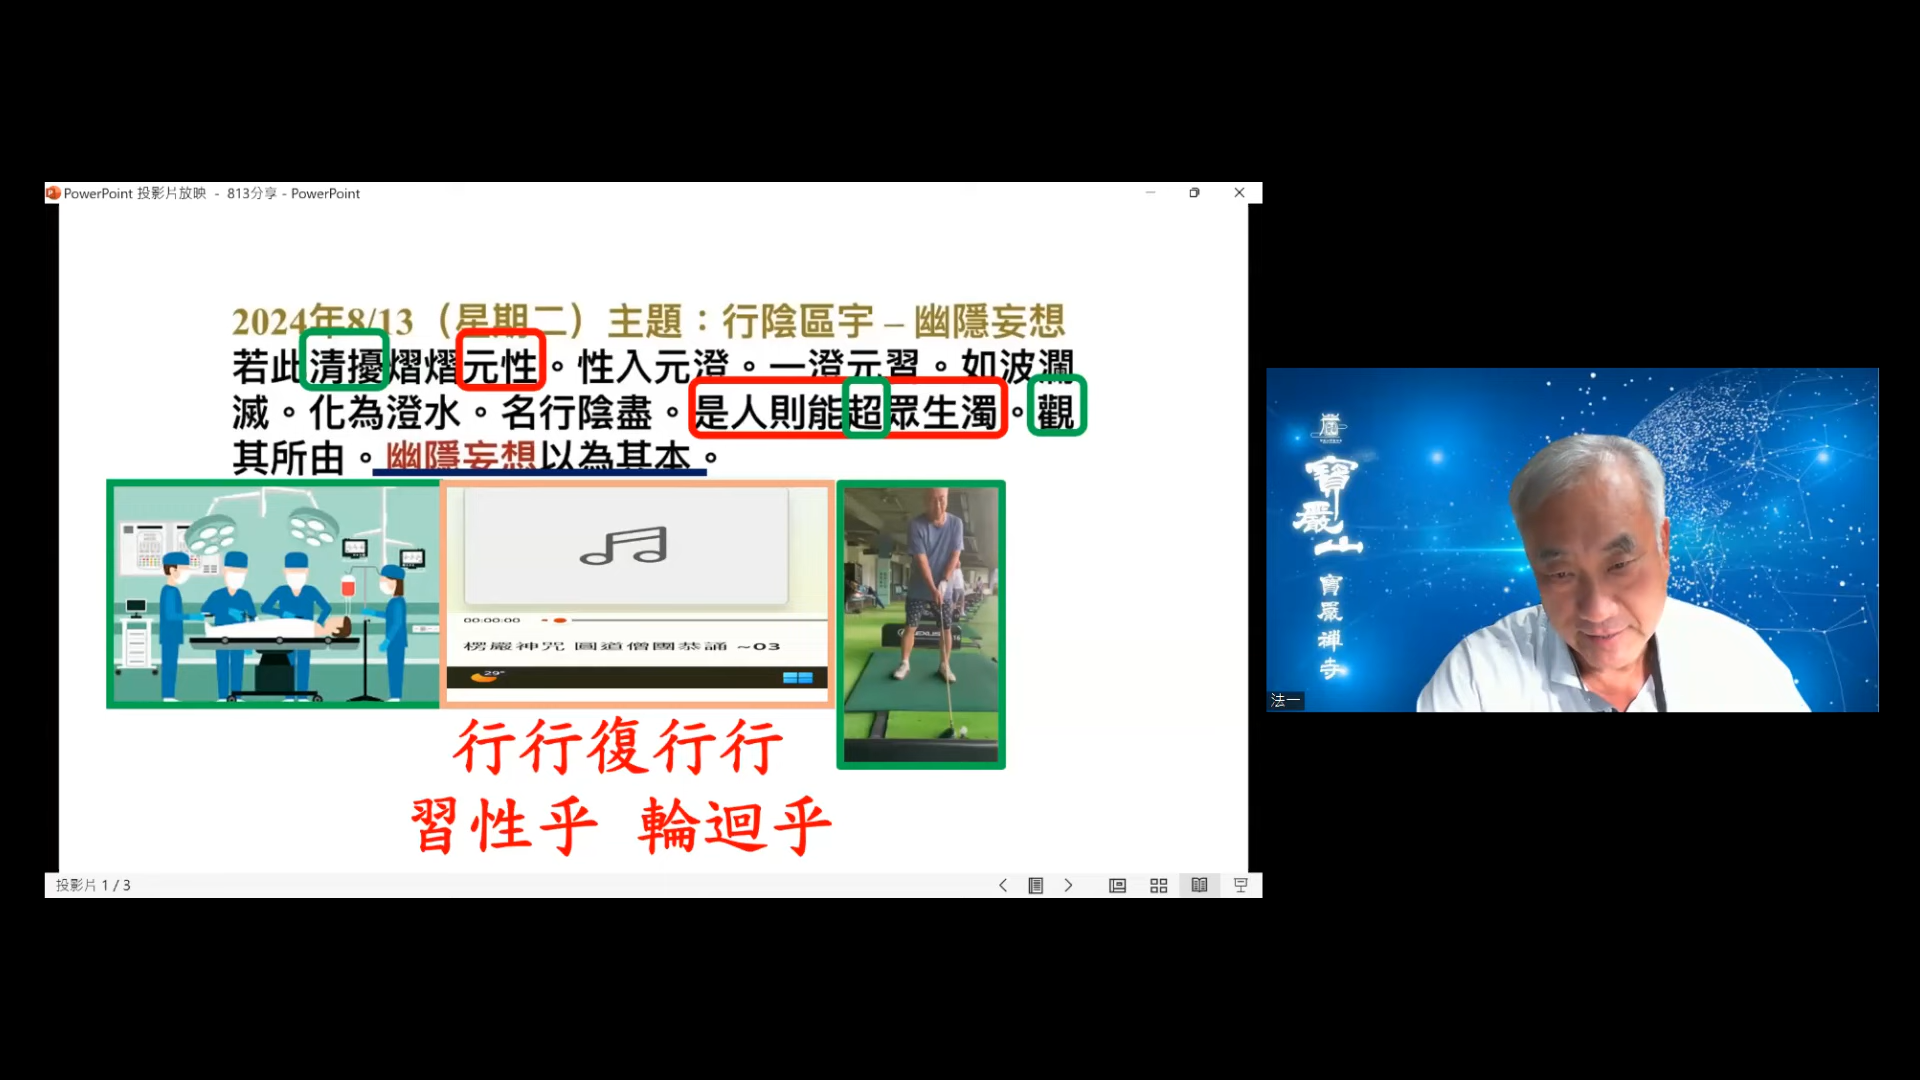 PowerPoint 投影片放映 - 813分享 - PowerPoint
2024年8/13（星期二）主題：行陰區宇 – 幽隱妄想
若此清擾熠熠元性。性入元澄。一澄元習。如波瀾
滅。化為澄水。名行陰盡。是人則能超眾生濁。觀
其所由。幽隱妄想以為其本。
00:00:00
楞嚴神咒 圓道僧團恭誦 ~03
29°
LEXUS
行行復行行
習性乎 輪迴乎
投影片 1 / 3
寶嚴山
寶嚴禪寺
法一